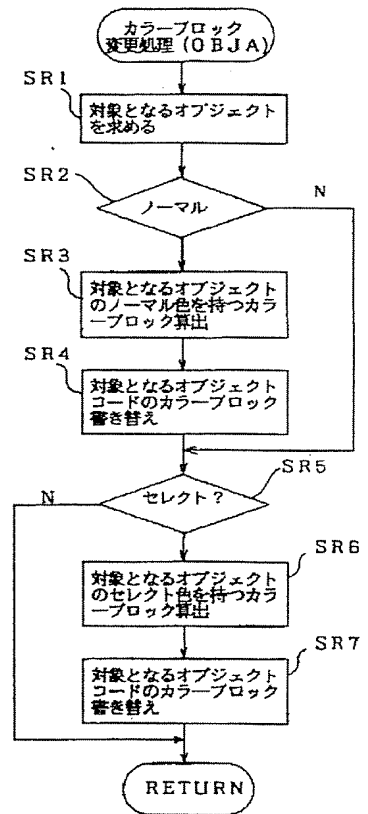 カラーブロック
変更処理(OBJA)
SR1
対象となるオブジェクト
を求める
SR2
ノーマル
N
SR3
対象となるオブジェクト
のノーマル色を持つカラ
ーブロック算出
SR4
対象となるオブジェクト
コードのカラーブロック
書き替え
SR5
セレクト?
N
SR6
対象となるオブジェクト
のセレクト色を持つカラ
ーブロック算出
SR7
対象となるオブジェクト
コードのカラーブロック
書き替え
RETURN